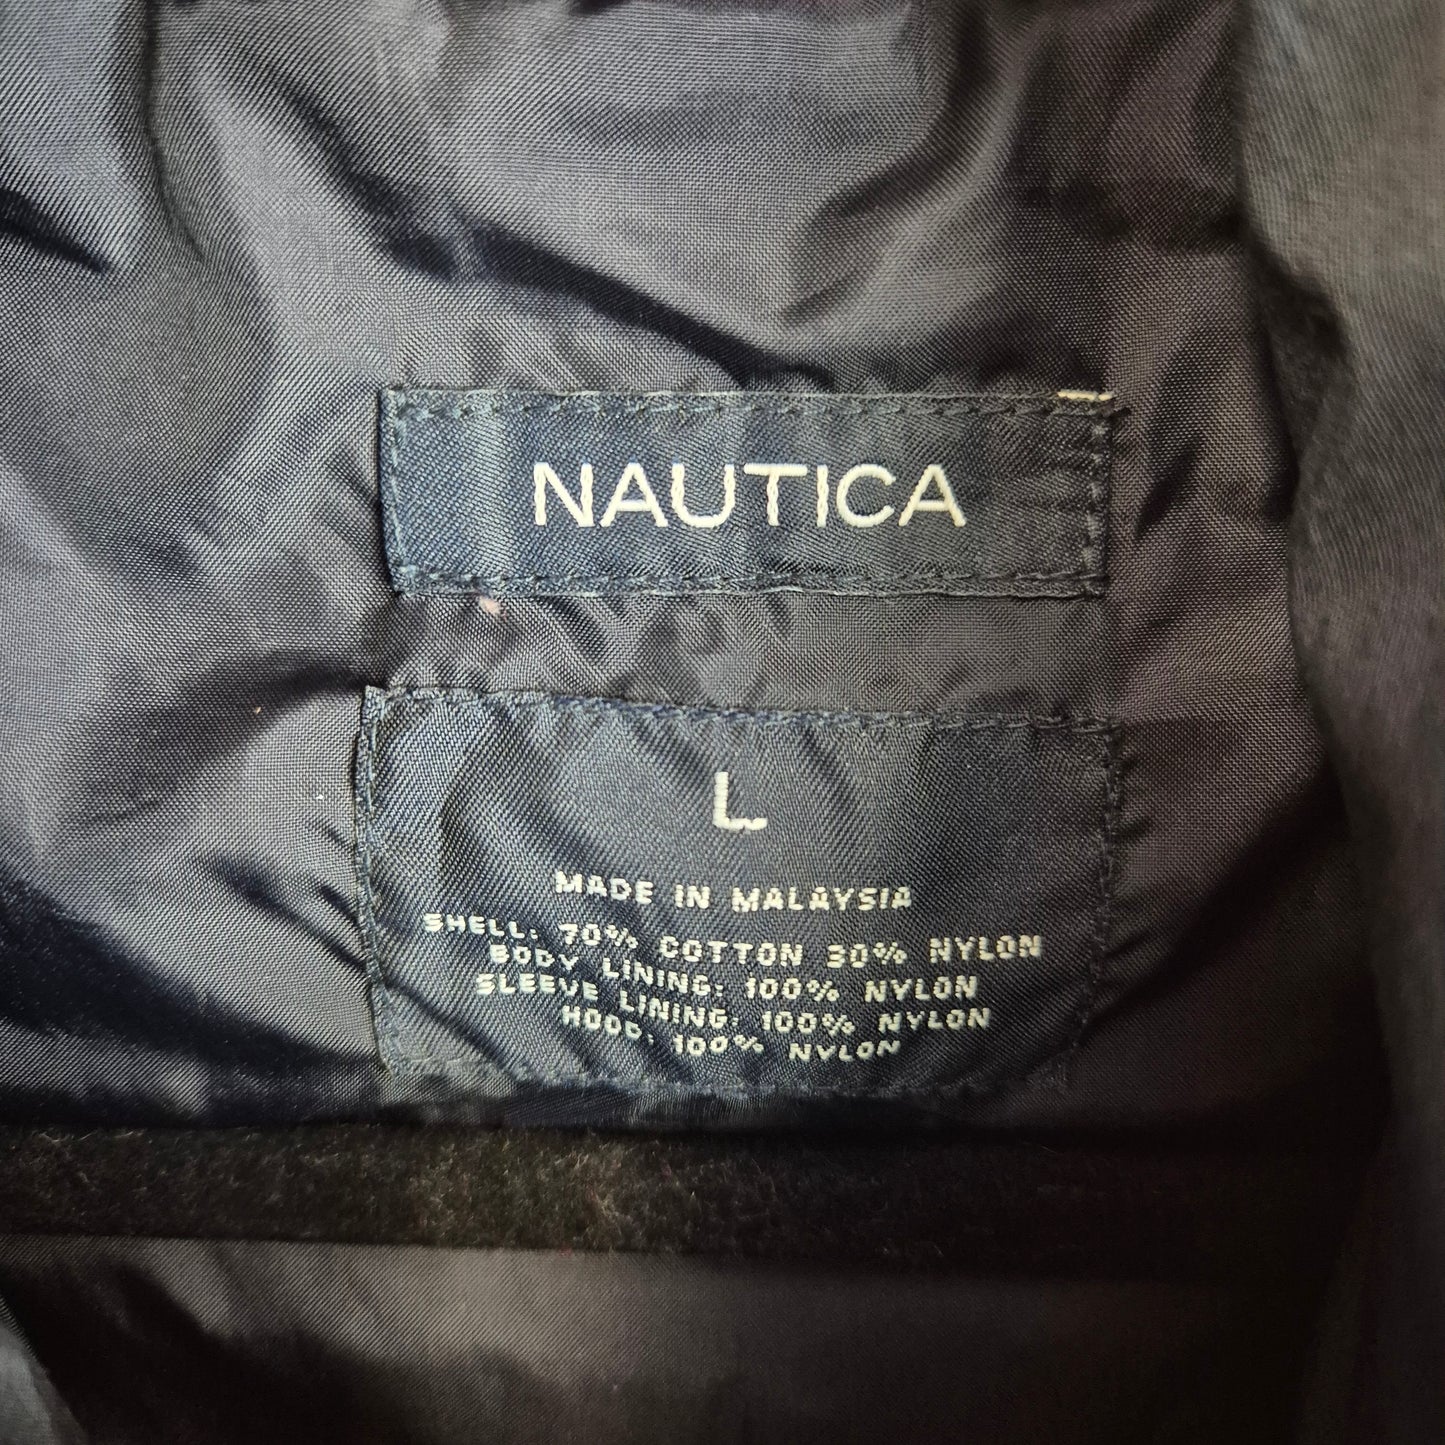 NAUTICA
L
MADE IN MALAYSIA
SHELL: 70% COTTON 30% NYLON
BODY LINING: 100% NYLON
SLEEVE LINING: 100% NYLON
HOOD: 100% NYLON